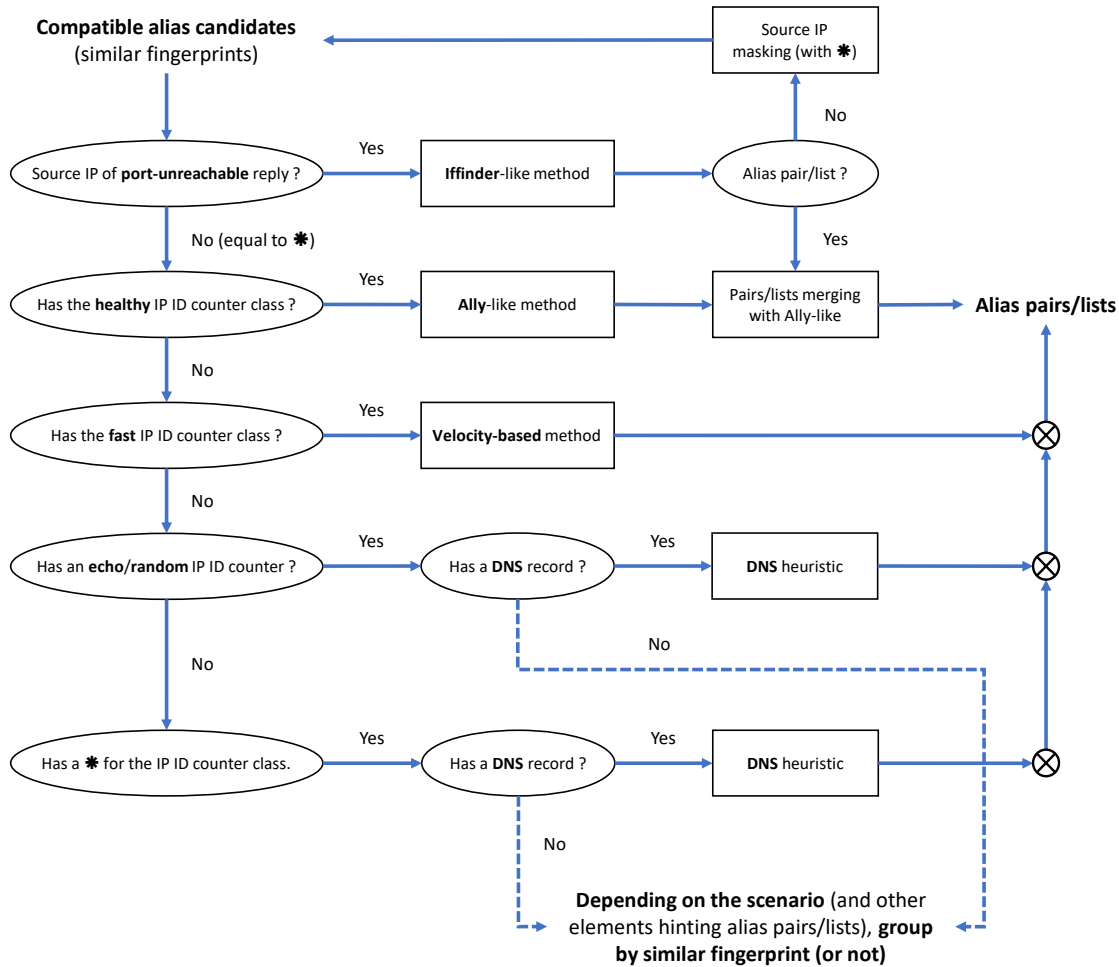 Compatible alias candidates
(similar fingerprints)
Source IP
masking (with ✱)
No
Source IP of port-unreachable reply ?
Yes
Iffinder-like method
Alias pair/list ?
No (equal to ✱)
Yes
Has the healthy IP ID counter class ?
Yes
Ally-like method
Pairs/lists merging
with Ally-like
Alias pairs/lists
No
Has the fast IP ID counter class ?
Yes
Velocity-based method
No
Has an echo/random IP ID counter ?
Yes
Has a DNS record ?
Yes
DNS heuristic
No
No
Has a ✱ for the IP ID counter class.
Yes
Has a DNS record ?
Yes
DNS heuristic
No
Depending on the scenario (and other
elements hinting alias pairs/lists), group
by similar fingerprint (or not)